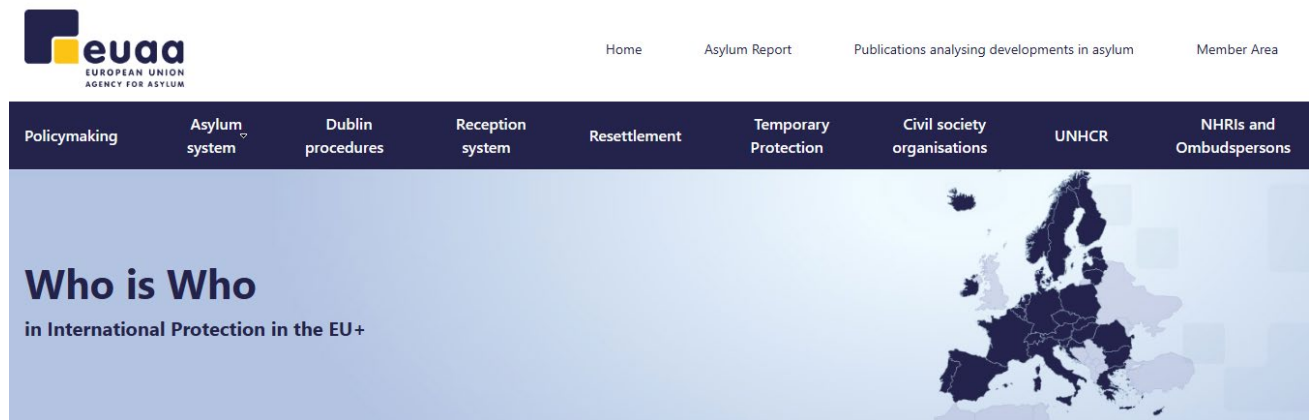 euaa
EUROPEAN UNION
AGENCY FOR ASYLUM
Home
Asylum Report
Publications analysing developments in asylum
Member Area
Policymaking
Asylum
system
Dublin
procedures
Reception
system
Resettlement
Temporary
Protection
Civil society
organisations
UNHCR
NHRIs and
Ombudspersons
Who is Who
in International Protection in the EU+